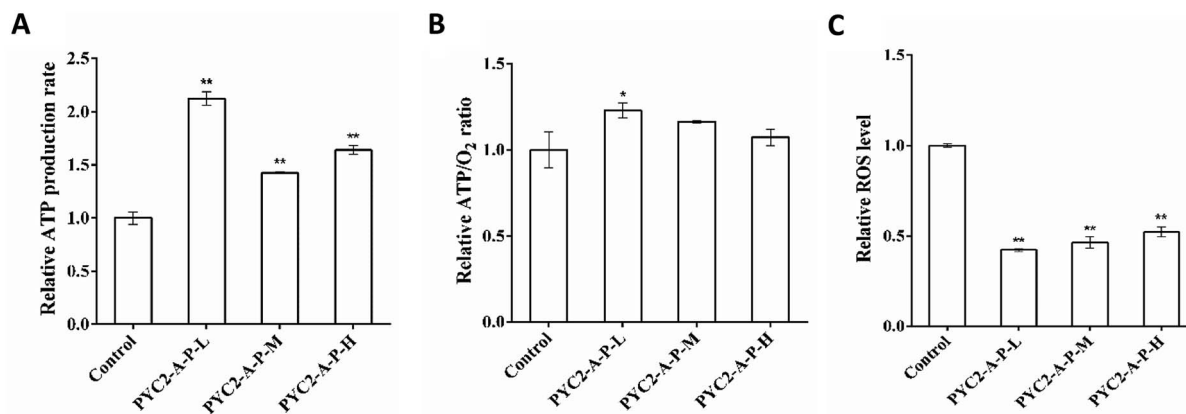 A
Relative ATP production rate
2.5
2.0
1.5
1.0
0.5
0.0
**
**
**
Control
PYC2-A-P-L
PYC2-A-P-M
PYC2-A-P-H
B
Relative ATP/O2 ratio
1.5
1.0
0.5
0.0
*
Control
PYC2-A-P-L
PYC2-A-P-M
PYC2-A-P-H
C
Relative ROS level
1.5
1.0
0.5
0.0
**
**
**
Control
PYC2-A-P-L
PYC2-A-P-M
PYC2-A-P-H